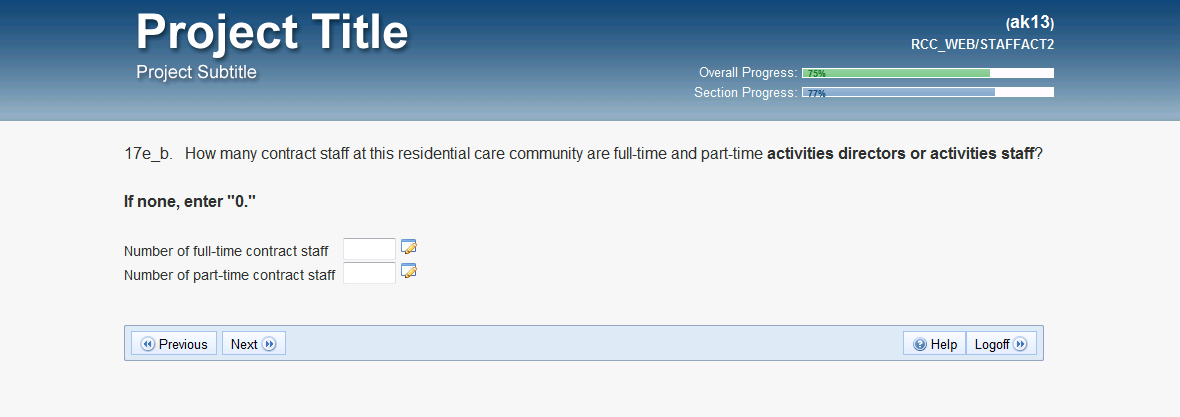 Project Title
Project Subtitle
(ak13)
RCC_WEB/STAFFACT2
Overall Progress: 75%
Section Progress: 77%
17e_b. How many contract staff at this residential care community are full-time and part-time activities directors or activities staff?
If none, enter "0."
Number of full-time contract staff
Number of part-time contract staff
Previous Next Help Logoff